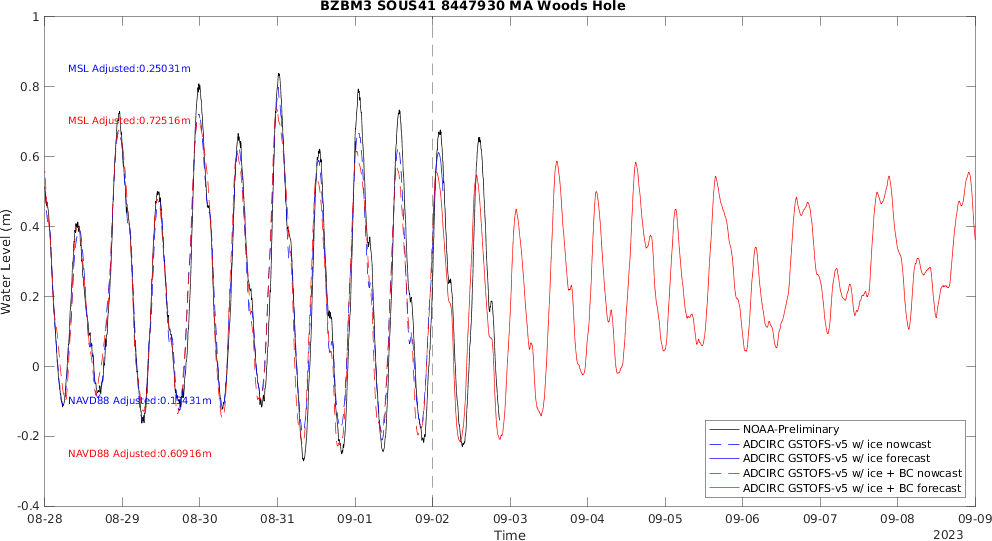 BZBM3 SOUS41 8447930 MA Woods Hole
MSL Adjusted:0.25031m
MSL Adjusted:0.72516m
NAVD88 Adjusted:0.60916m
Water Level (m)
1
0.8
0.6
0.4
0.2
0
-0.2
-0.4
08-28
08-29
08-30
08-31
09-01
09-02
09-03
09-04
09-05
09-06
09-07
09-08
09-09
Time
2023
NOAA-Preliminary
ADCIRC GSTOFS-v5 w/ ice nowcast
ADCIRC GSTOFS-v5 w/ ice forecast
ADCIRC GSTOFS-v5 w/ ice + BC nowcast
ADCIRC GSTOFS-v5 w/ ice + BC forecast